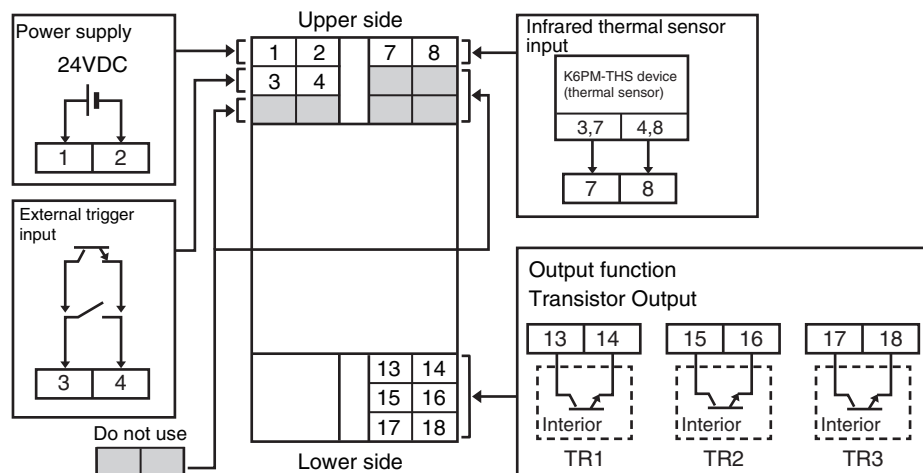 Upper side
Power supply
24VDC
1 2
1 2 7 8
3 4
Infrared thermal sensor
input
K6PM-THS device
(thermal sensor)
3,7 4,8
7 8
External trigger
input
3 4
Do not use
13 14
15 16
17 18
Lower side
Output function
Transistor Output
13 14 15 16 17 18
Interior Interior Interior
TR1 TR2 TR3